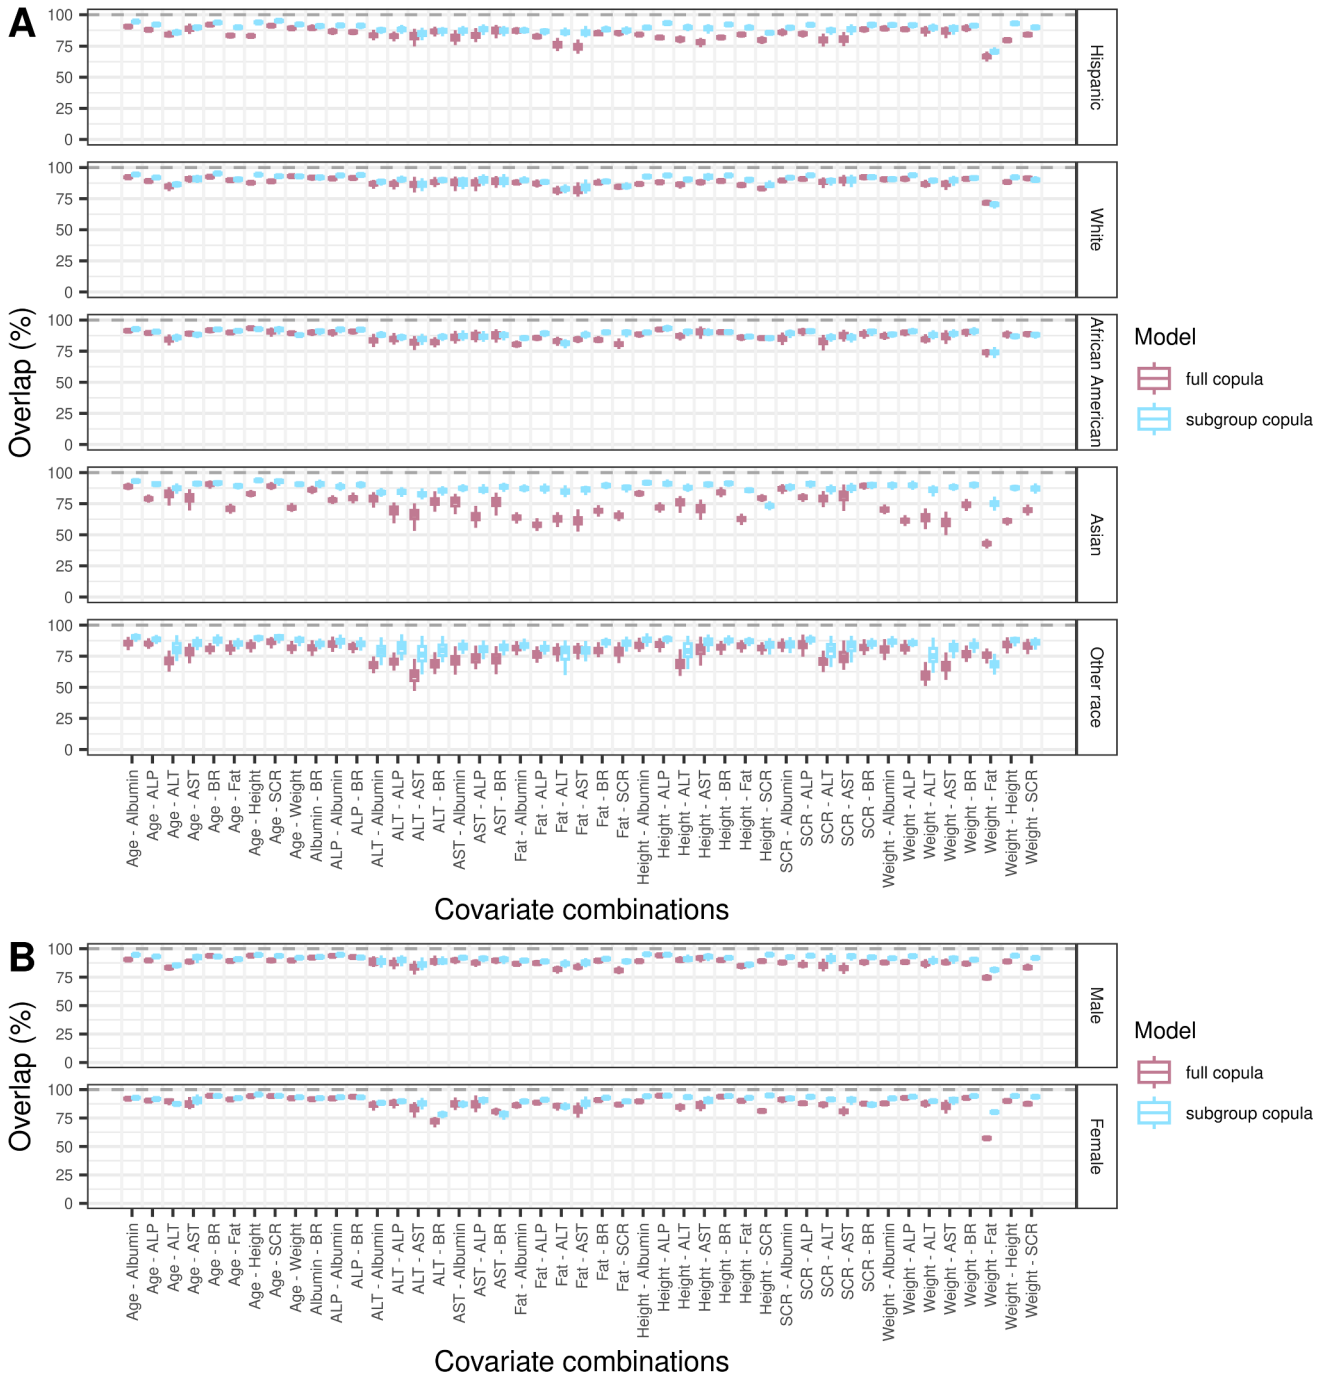 A
100
75
50
25
0
Hispanic
100
75
50
25
0
White
100
75
50
25
0
African American
100
75
50
25
0
Asian
100
75
50
25
0
Other race
Overlap (%)
Age - Albumin
Age - ALP
Age - ALT
Age - AST
Age - BR
Age - Fat
Age - Height
Age - SCR
Age - Weight
Albumin - BR
ALP - Albumin
ALP - BR
ALT - Albumin
ALT - ALP
ALT - AST
ALT - BR
AST - Albumin
AST - ALP
AST - BR
Fat - Albumin
Fat - ALP
Fat - ALT
Fat - AST
Fat - BR
Fat - SCR
Height - Albumin
Height - ALP
Height - ALT
Height - AST
Height - BR
Height - Fat
Height - SCR
SCR - Albumin
SCR - ALP
SCR - ALT
SCR - AST
SCR - BR
Weight - Albumin
Weight - ALP
Weight - ALT
Weight - AST
Weight - BR
Weight - Fat
Weight - Height
Weight - SCR
Covariate combinations
Model
full copula
subgroup copula
B
100
75
50
25
0
Male
100
75
50
25
0
Female
Overlap (%)
Age - Albumin
Age - ALP
Age - ALT
Age - AST
Age - BR
Age - Fat
Age - Height
Age - SCR
Age - Weight
Albumin - BR
ALP - Albumin
ALP - BR
ALT - Albumin
ALT - ALP
ALT - AST
ALT - BR
AST - Albumin
AST - ALP
AST - BR
Fat - Albumin
Fat - ALP
Fat - ALT
Fat - AST
Fat - BR
Fat - SCR
Height - Albumin
Height - ALP
Height - ALT
Height - AST
Height - BR
Height - Fat
Height - SCR
SCR - Albumin
SCR - ALP
SCR - ALT
SCR - AST
SCR - BR
Weight - Albumin
Weight - ALP
Weight - ALT
Weight - AST
Weight - BR
Weight - Fat
Weight - Height
Weight - SCR
Covariate combinations
Model
full copula
subgroup copula